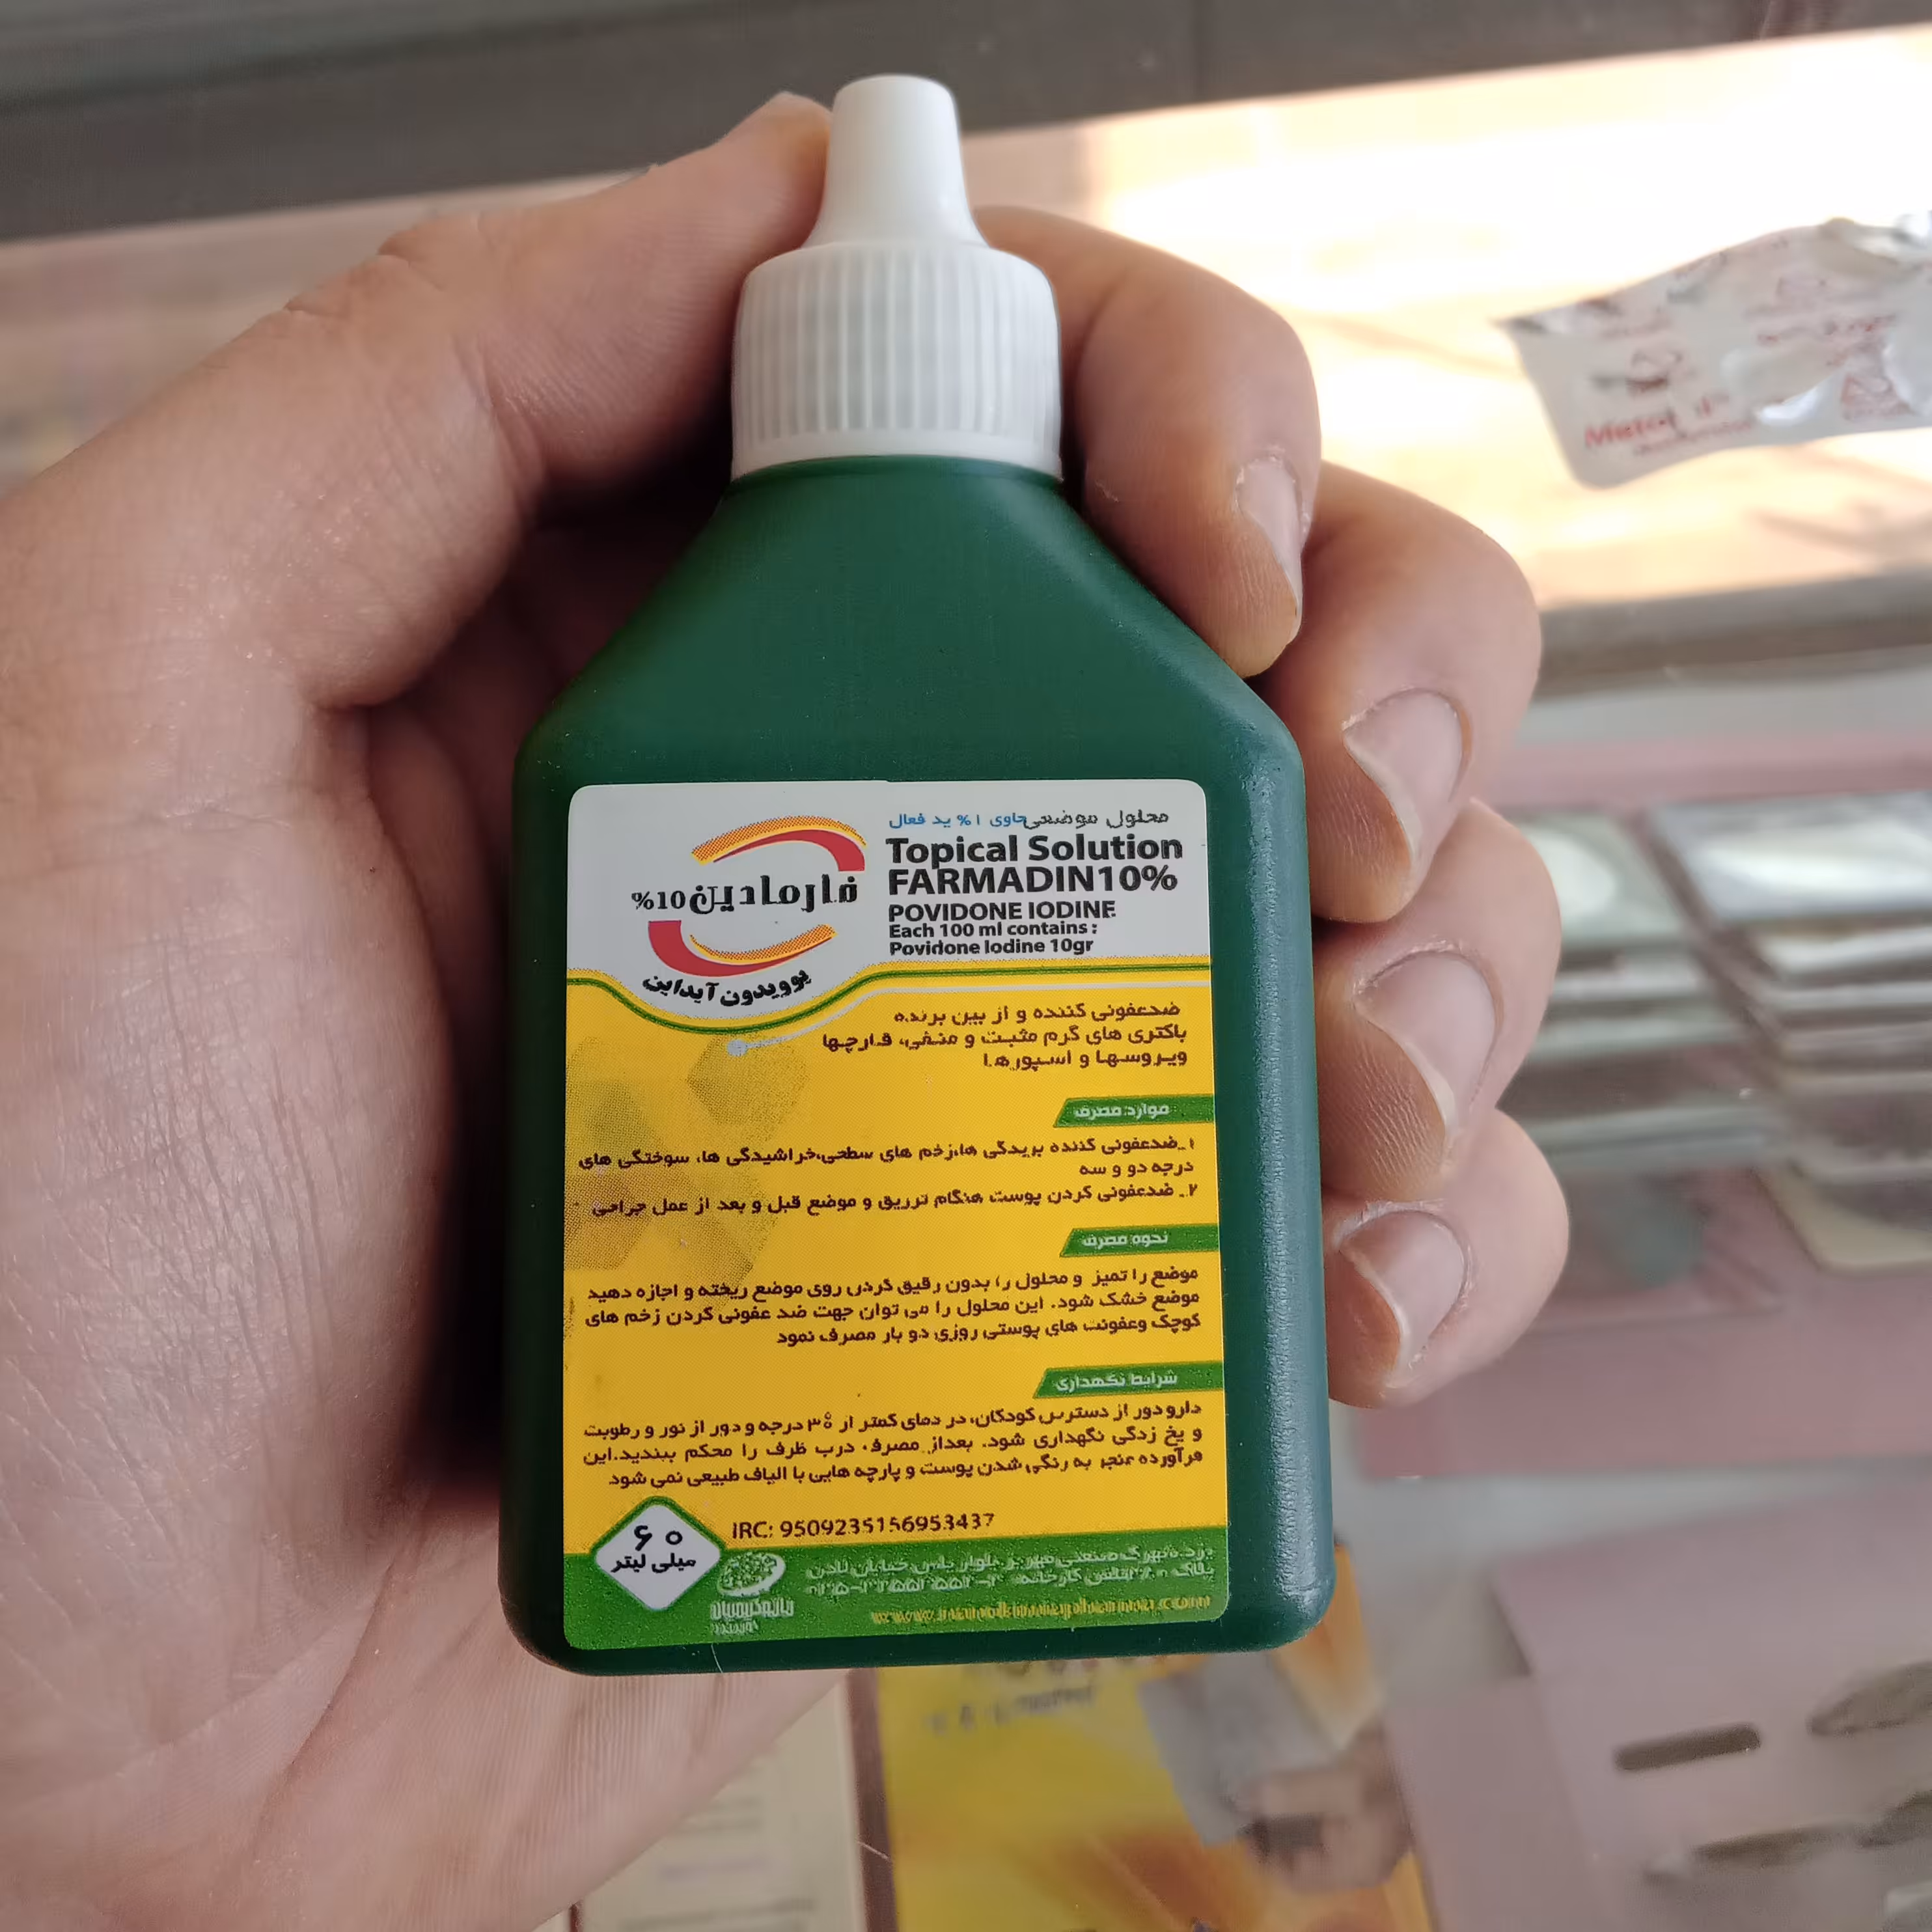 محلول موضعی حاوی ۱% ید فعال
Topical Solution
FARMADIN10%
POVIDONE IODINE
Each 100 ml contains :
Povidone Iodine 10gr
فارمادین 10%
پوویدون آیداین
ضدعفونی کننده و از بین برنده
باکتری های گرم مثبت و منفی، قارچها
ویروسها و اسپورها
موارد مصرف
۱_ضدعفونی کننده بریدگی ها،زخم های سطحی،خراشیدگی ها، سوختگی های
درجه دو و سه
۲_ ضدعفونی کردن پوست هنگام تزریق و موضع قبل و بعد از عمل جراحی
نحوه مصرف
موضع را تمیز و محلول را بدون رقیق کردن روی موضع ریخته و اجازه دهید
موضع خشک شود. این محلول را می توان جهت ضد عفونی کردن زخم های
کوچک وعفونت های پوستی روزی دو بار مصرف نمود
شرایط نگهداری
دارو دور از دسترس کودکان، در دمای کمتر از درجه و دور از نور و رطوبت
و یخ زدگی نگهداری شود. بعداز مصرف، درب ظرف را محکم ببندید.این
فرآورده منجر به رنگی شدن پوست و پارچه هایی با الیاف طبیعی نمی شود
IRC: 9509235156953437
۶۰
میلی لیتر